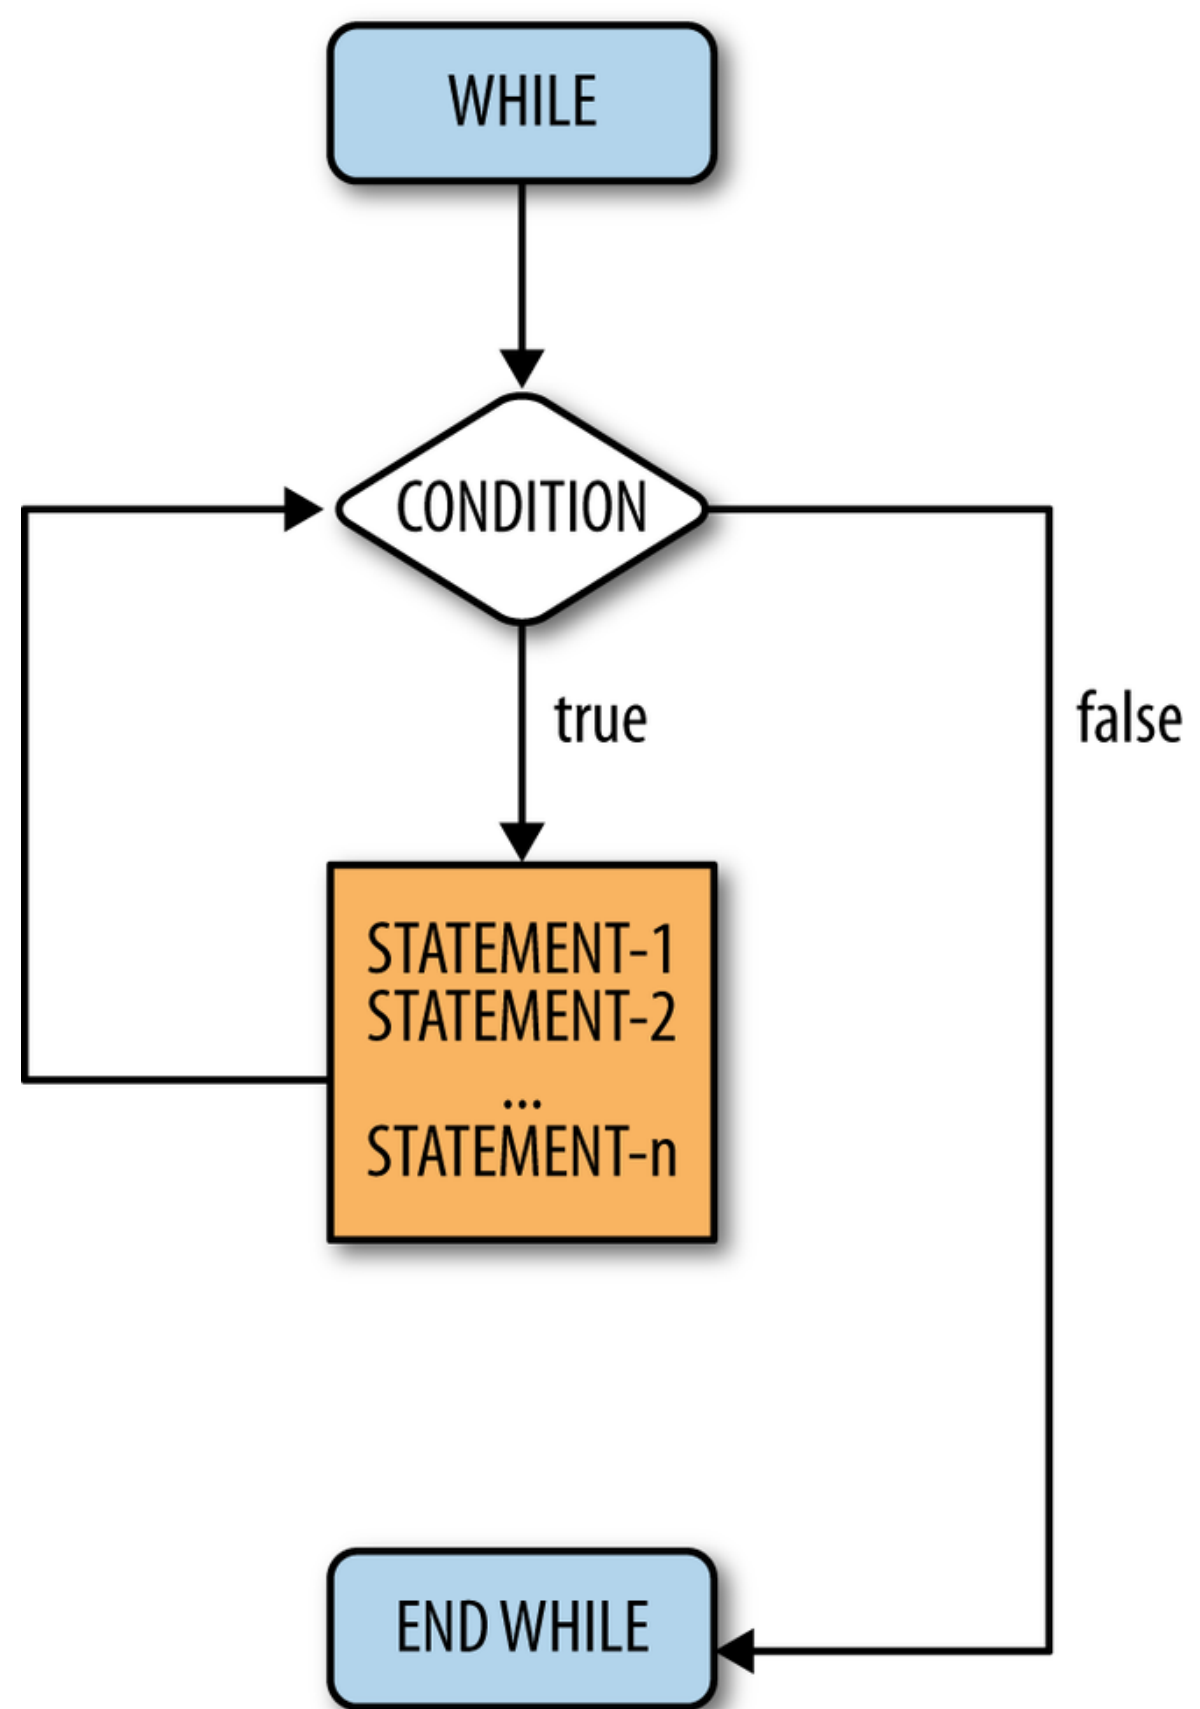 WHILE
CONDITION
true
false
STATEMENT-1
STATEMENT-2
...
STATEMENT-n
END WHILE